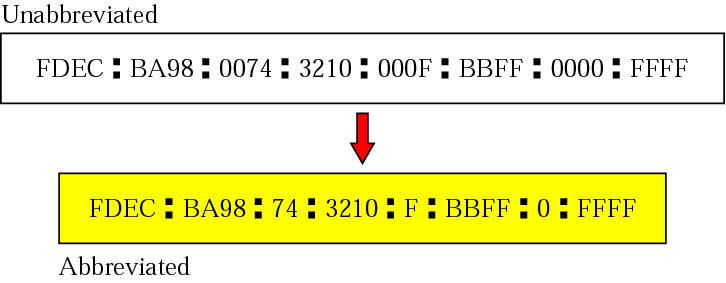 Unabbreviated
FDEC : BA98 : 0074 : 3210 : 000F : BBFF : 0000 : FFFF
FDEC : BA98 : 74 : 3210 : F : BBFF : 0 : FFFF
Abbreviated